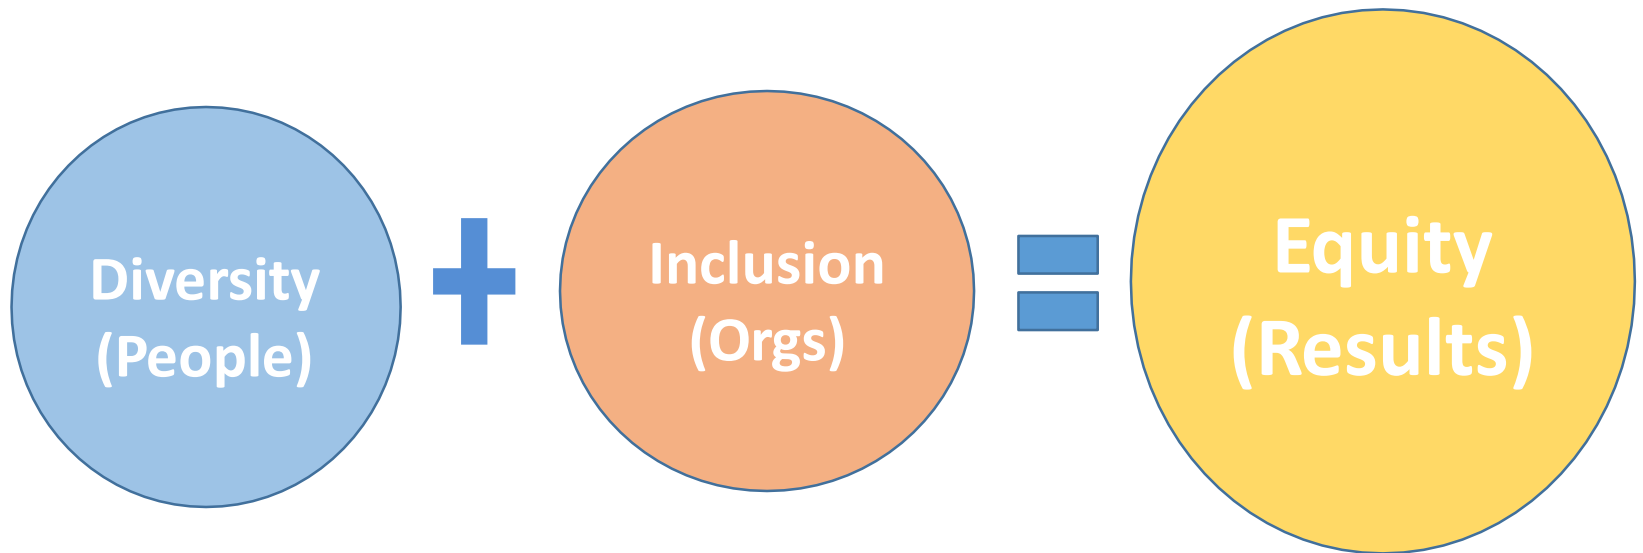 Diversity
(People)
Inclusion
(Orgs)
Equity
(Results)